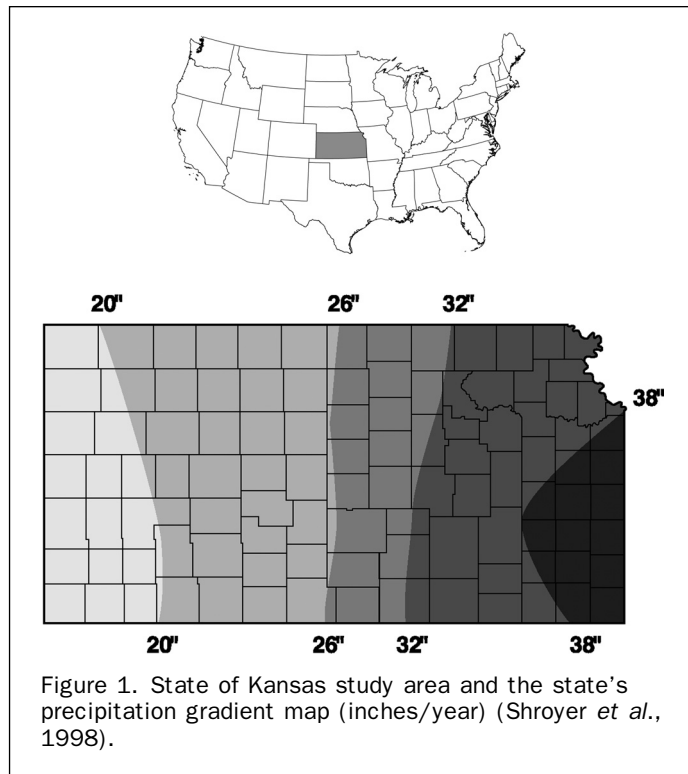 20" 26" 32"
38"
20" 26" 32" 38"
Figure 1. State of Kansas study area and the state's
precipitation gradient map (inches/year) (Shroyer et al.,
1998).